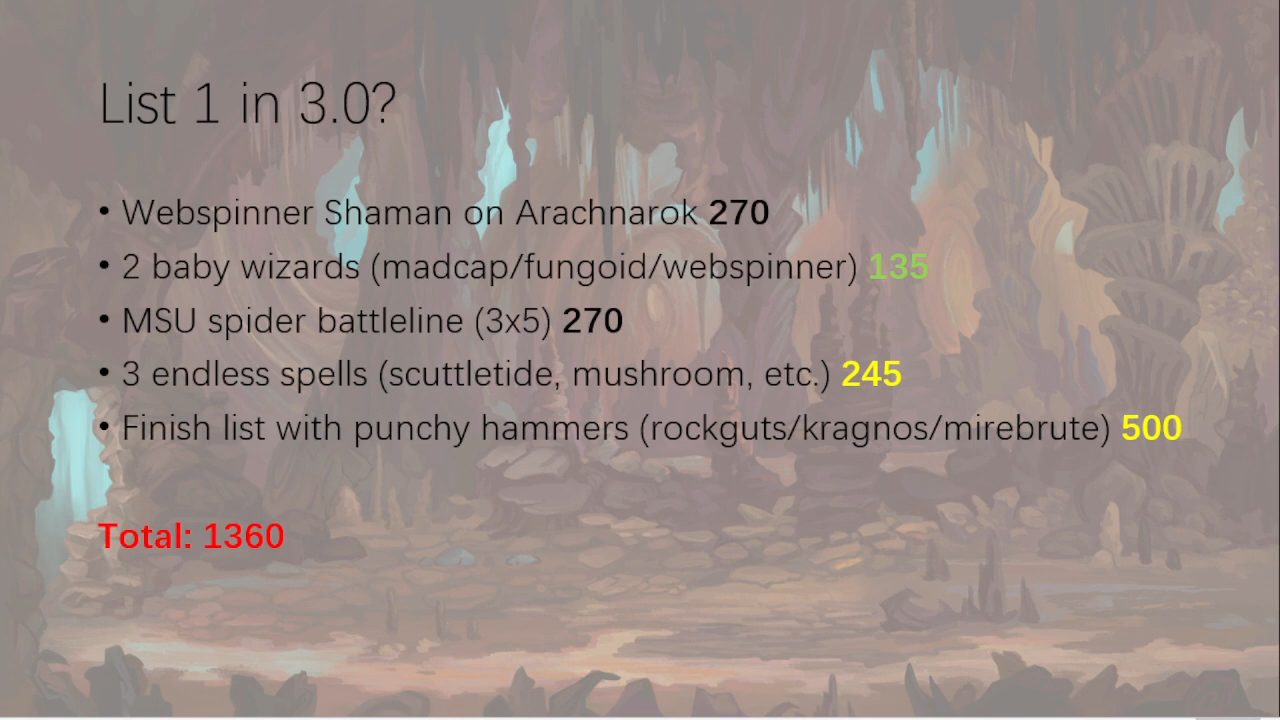 List 1 in 3.0?
• Webspinner Shaman on Arachnarok 270
• 2 baby wizards (madcap/fungoid/webspinner) 135
• MSU spider battleline (3x5) 270
• 3 endless spells (scuttletide, mushroom, etc.) 245
• Finish list with punchy hammers (rockguts/kragnos/mirebrute) 500
Total: 1360